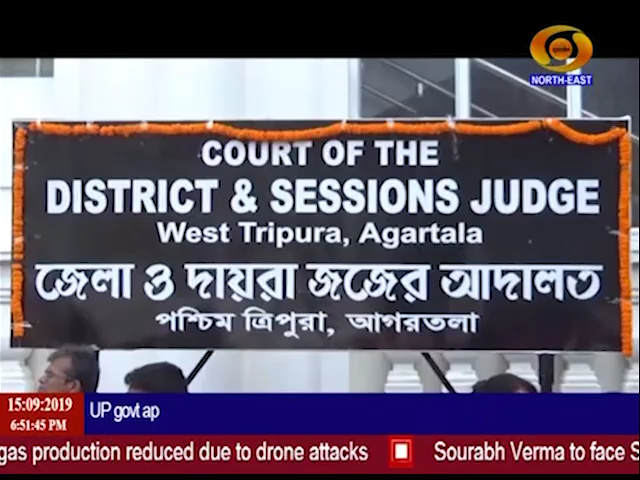 NORTH-EAST
COURT OF THE
DISTRICT & SESSIONS JUDGE
West Tripura, Agartala
জেলা ও দায়রা জজের আদালত
পশ্চিম ত্রিপুরা, আগরতলা
15:09:2019
6:51:45 PM
UP govt ap
gas production reduced due to drone attacks
Sourabh Verma to face S